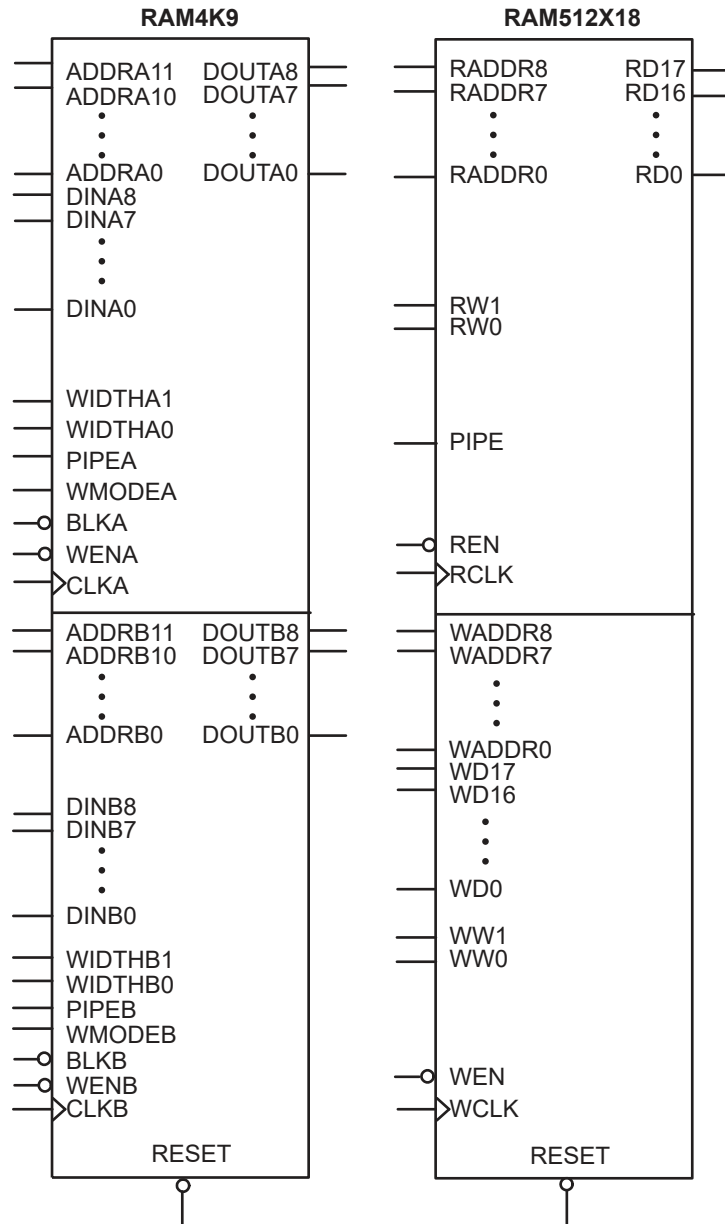 RAM4K9
ADDRA11 DOUTA8
ADDRA10 DOUTA7
ADDRA0 DOUTA0
DINA8
DINA7
DINA0
WIDTHA1
WIDTHA0
PIPEA
WMODEA
BLKA
WENA
CLKA
ADDRB11 DOUTB8
ADDRB10 DOUTB7
ADDRB0 DOUTB0
DINB8
DINB7
DINB0
WIDTHB1
WIDTHB0
PIPEB
WMODEB
BLKB
WENB
CLKB
RESET
RAM512X18
RADDR8 RD17
RADDR7 RD16
RADDR0 RD0
RW1
RW0
PIPE
REN
RCLK
WADDR8
WADDR7
WADDR0
WD17
WD16
WD0
WW1
WW0
WEN
WCLK
RESET